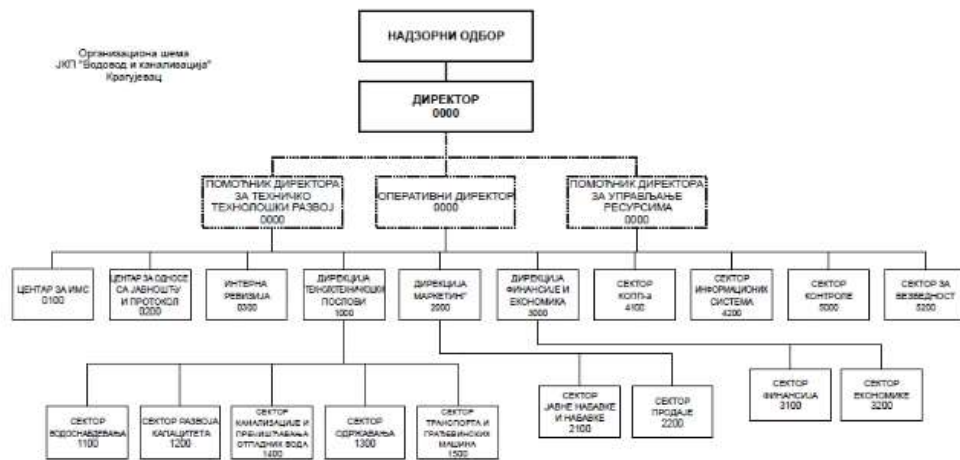 Организациона шема
ЈКП "Водовод и канализација"
Крагујевац
НАДЗОРНИ ОДБОР
ДИРЕКТОР
0000
ПОМОЋНИК ДИРЕКТОРА
ЗА ТЕХНИЧКО
ТЕХНОЛОШКИ РАЗВОЈ
0000
ОПЕРАТИВНИ ДИРЕКТОР
0000
ПОМОЋНИК ДИРЕКТОРА
ЗА УПРАВЉАЊЕ
РЕСУРСИМА
0000
ЦЕНТАР ЗА ИМС
0100
ЦЕНТАР ЗА ОДНОСЕ
СА ЈАВНОШЋУ
И ПРОТОКОЛ
0200
ИНТЕРНА
РЕВИЗИЈА
0300
ДИРЕКЦИЈА
ПОСЛОВИ
1000
ДИРЕКЦИЈА
МАРКЕТИНГ
2000
ДИРЕКЦИЈА
ФИНАНСИЈЕ И
ЕКОНОМИКА
3000
СЕКТОР
КОПП-а
4100
СЕКТОР
ИНФОРМАЦИОНИХ
СИСТЕМА
4200
СЕКТОР
КОНТРОЛЕ
5000
СЕКТОР ЗА
БЕЗБЕДНОСТ
5200
СЕКТОР
ВОДОСНАБДЕВАЊА
1100
СЕКТОР РАЗВОЈА
КАПАЦИТЕТА
1200
СЕКТОР
КАНАЛИЗАЦИЈЕ И
ПРЕЧИШЋАВАЊА
ОТПАДНИХ ВОДА
1400
СЕКТОР
ОДРЖАВАЊА
1300
СЕКТОР
ТРАНСПОРТА И
ГРАЂЕВИНСКИХ
МАШИНА
1500
СЕКТОР
ЈАВНЕ НАБАВКЕ
И НАБАВКЕ
2100
СЕКТОР
ПРОДАЈЕ
2200
СЕКТОР
ФИНАНСИЈА
3100
СЕКТОР
ЕКОНОМИКЕ
3200